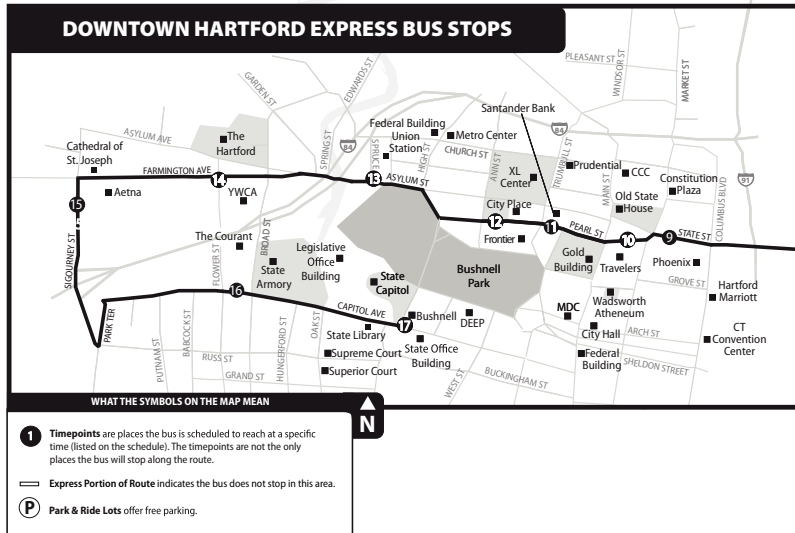 DOWNTOWN HARTFORD EXPRESS BUS STOPS
PLEASANT ST
WINDSOR ST
MARKET ST
EDWARDS ST
GARDEN ST
Santander Bank
Federal Building
Union
Station
Metro Center
84
ASYLUM AVE
The
Hartford
SPRING ST
84
SPRUCE
HIGH ST
CHURCH ST
ANN ST
TRUMBULL ST
Cathedral of
St. Joseph
FARMINGTON AVE
14
13
ASYLUM ST
XL
Center
Prudential
CCC
Constitution
Plaza
91
Aetna
YWCA
MAIN ST
Old State
House
COLUMBUS BLVD
15
City Place
12
11
PEARL ST
10
9
STATE ST
SIGOURNEY ST
The Courant
BROAD ST
Legislative
Office
Building
Frontier
Gold
Building
Travelers
Phoenix
FLOWER ST
State
Armory
State
Capitol
Bushnell
Park
GROVE ST
Hartford
Marriott
16
PARK TER
CAPITOL AVE
17
Bushnell
DEEP
MDC
Wadsworth
Atheneum
PUTNAM ST
BABCOCK ST
HUNGERFORD ST
OAK ST
State Library
State Office
Building
City Hall
ARCH ST
CT
Convention
Center
RUSS ST
Supreme Court
Federal
Building
SHELDON STREET
GRAND ST
Superior Court
WEST ST
BUCKINGHAM ST
WHAT THE SYMBOLS ON THE MAP MEAN
N
1 Timepoints are places the bus is scheduled to reach at a specific
time (listed on the schedule). The timepoints are not the only
places the bus will stop along the route.
Express Portion of Route indicates the bus does not stop in this area.
P Park & Ride Lots offer free parking.